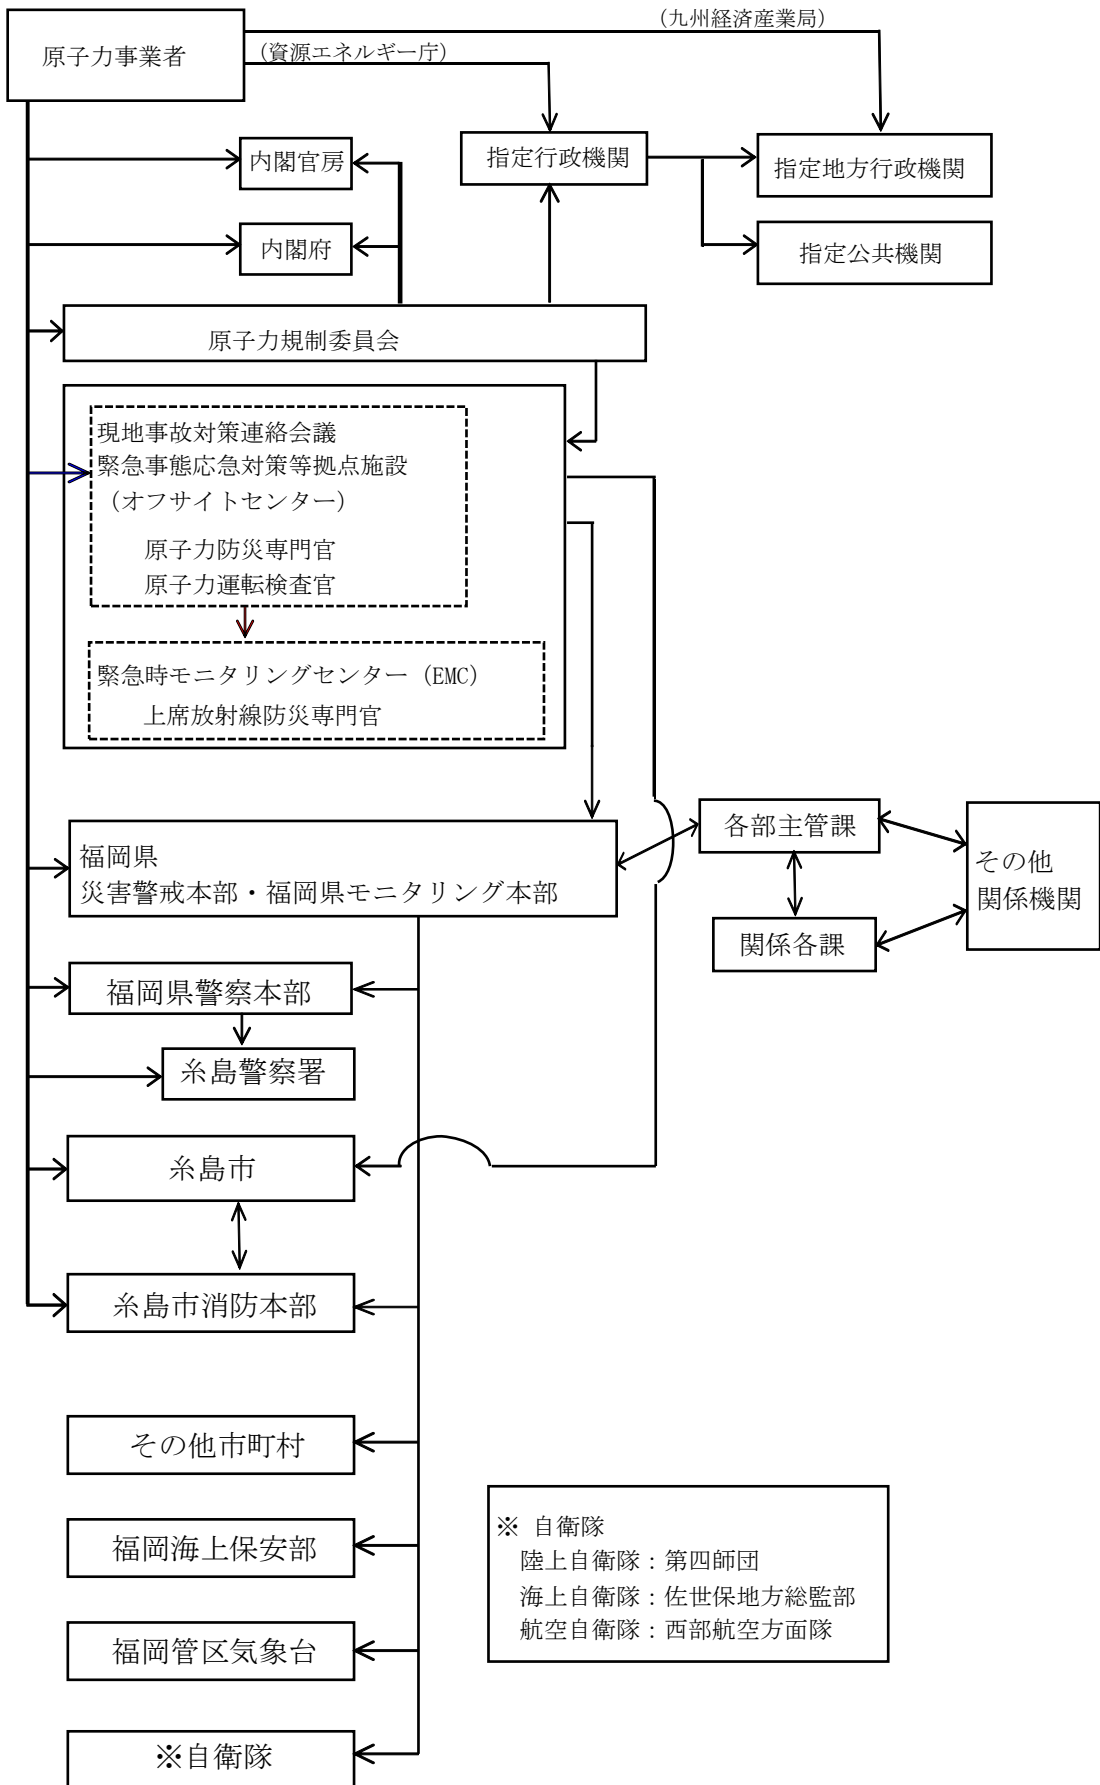 （九州経済産業局）
原子力事業者
（資源エネルギー庁）
内閣官房
指定行政機関
指定地方行政機関
内閣府
指定公共機関
原子力規制委員会
現地事故対策連絡会議
緊急事態応急対策等拠点施設
（オフサイトセンター）
原子力防災専門官
原子力運転検査官
緊急時モニタリングセンター（EMC）
上席放射線防災専門官
各部主管課
その他
関係機関
福岡県
災害警戒本部・福岡県モニタリング本部
関係各課
福岡県警察本部
糸島警察署
糸島市
糸島市消防本部
その他市町村
福岡海上保安部
福岡管区気象台
※自衛隊
※ 自衛隊
陸上自衛隊：第四師団
海上自衛隊：佐世保地方総監部
航空自衛隊：西部航空方面隊